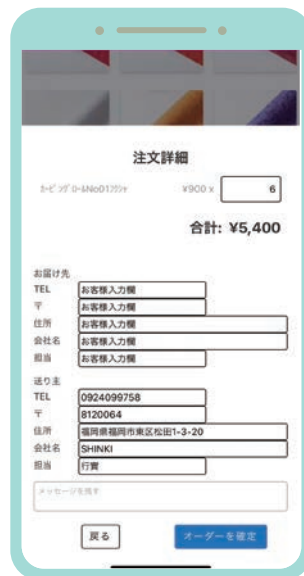 注文詳細
¥900 x 6
合計: ¥5,400
お届け先
TEL お客様入力欄
〒 お客様入力欄
住所 お客様入力欄
会社名 お客様入力欄
担当 お客様入力欄
送り主
TEL 0924099758
〒 8120064
住所 福岡県福岡市東区松田1-3-20
会社名 SHINKI
担当 行實
メッセージを残す
戻る オーダーを確定